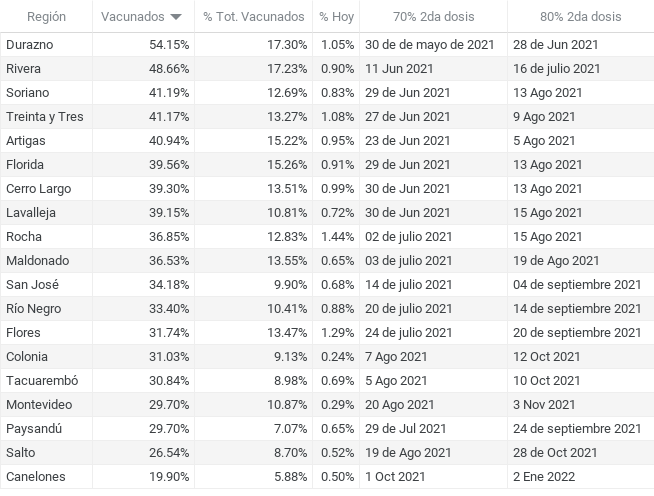 Región Vacunados % Tot. Vacunados % Hoy 70% 2da dosis 80% 2da dosis
Durazno 54.15% 17.30% 1.05% 30 de de mayo de 2021 28 de Jun 2021
Rivera 48.66% 17.23% 0.90% 11 Jun 2021 16 de julio 2021
Soriano 41.19% 12.69% 0.83% 29 de Jun 2021 13 Ago 2021
Treinta y Tres 41.17% 13.27% 1.08% 27 de Jun 2021 9 Ago 2021
Artigas 40.94% 15.22% 0.95% 23 de Jun 2021 5 Ago 2021
Florida 39.56% 15.26% 0.91% 29 de Jun 2021 13 Ago 2021
Cerro Largo 39.30% 13.51% 0.99% 30 de Jun 2021 13 Ago 2021
Lavalleja 39.15% 10.81% 0.72% 30 de Jun 2021 15 Ago 2021
Rocha 36.85% 12.83% 1.44% 02 de julio 2021 15 Ago 2021
Maldonado 36.53% 13.55% 0.65% 03 de julio 2021 19 de Ago 2021
San José 34.18% 9.90% 0.68% 14 de julio 2021 04 de septiembre 2021
Río Negro 33.40% 10.41% 0.88% 20 de julio 2021 14 de septiembre 2021
Flores 31.74% 13.47% 1.29% 24 de julio 2021 20 de septiembre 2021
Colonia 31.03% 9.13% 0.24% 7 Ago 2021 12 Oct 2021
Tacuarembó 30.84% 8.98% 0.69% 5 Ago 2021 10 Oct 2021
Montevideo 29.70% 10.87% 0.29% 20 Ago 2021 3 Nov 2021
Paysandú 29.70% 7.07% 0.65% 29 de Jul 2021 24 de septiembre 2021
Salto 26.54% 8.70% 0.52% 19 de Ago 2021 28 de Oct 2021
Canelones 19.90% 5.88% 0.50% 1 Oct 2021 2 Ene 2022